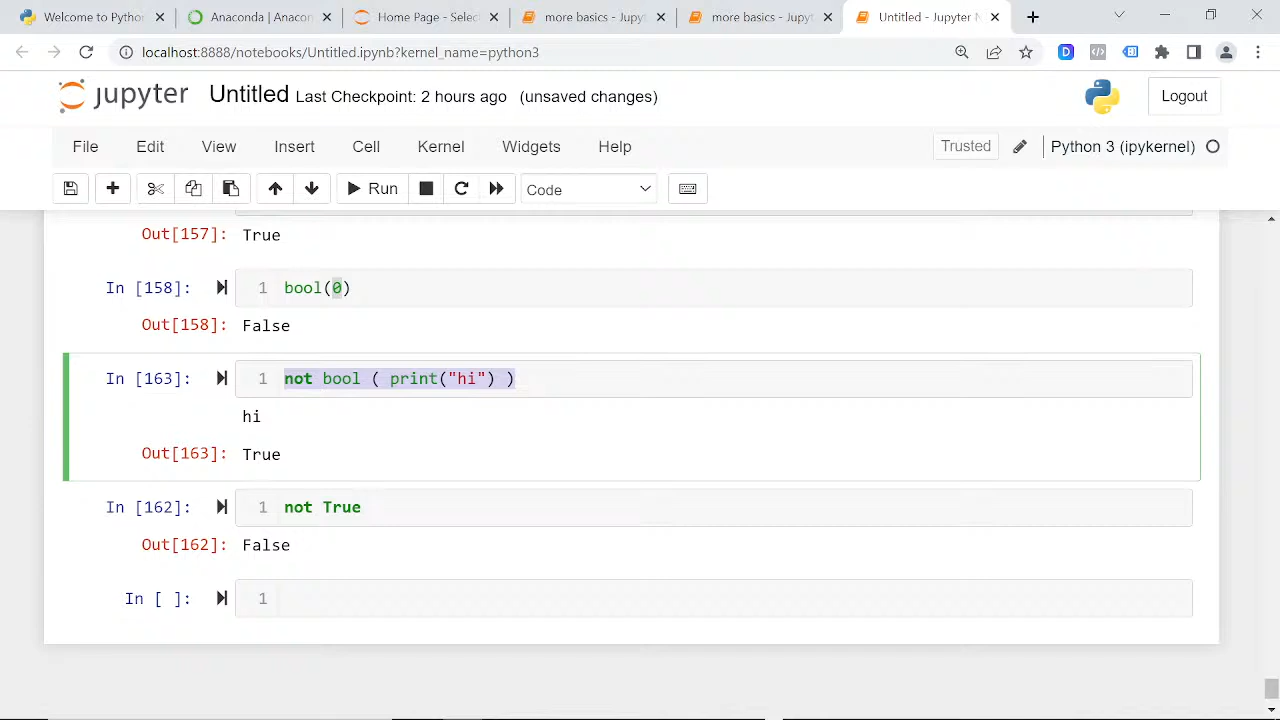 Welcome to Python
Anaconda | Anacon
Home Page - Select
more basics - Jupyt
basics - Jupyt
Untitled - Jupyter N
localhost:8888/notebooks/Untitled.ipynb?kernel_name=python3
jupyter Untitled Last Checkpoint: 2 hours ago (unsaved changes)
Logout
File Edit View Insert Cell Kernel Widgets Help
Trusted Python 3 (ipykernel)
Run Code
Out[157]: True
In [158]: 1 bool(0)
Out[158]: False
In [163]: 1 not bool ( print("hi") )
hi
Out[163]: True
In [162]: 1 not True
Out[162]: False
In [ ]: 1